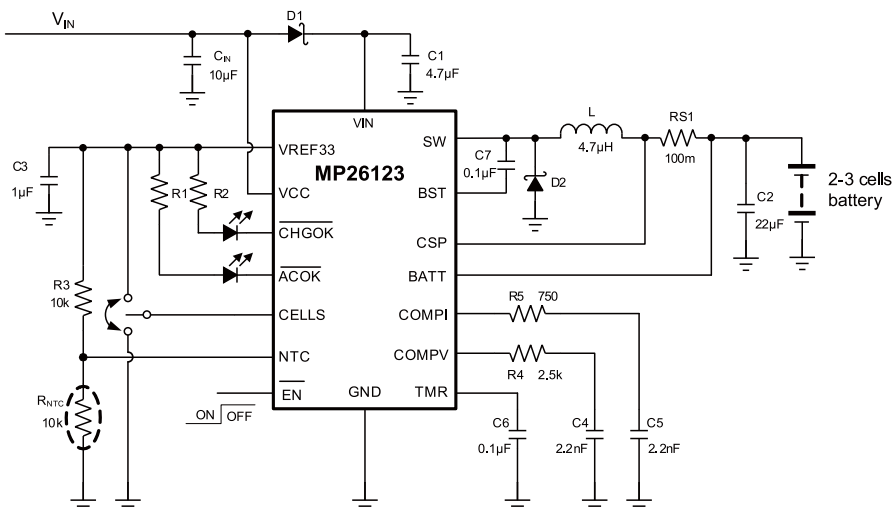 VIN
D1
CIN
10µF
C1
4.7µF
VIN
MP26123
VREF33
VCC
CHGOK
ACOK
CELLS
NTC
EN
GND
SW
BST
CSP
BATT
COMPI
COMPV
TMR
C3
1µF
R1
R2
R3
10k
RNTC
10k
ON
OFF
C7
0.1µF
D2
L
4.7µH
RS1
100m
C2
22µF
2-3 cells
battery
R5 750
R4 2.5k
C6
0.1µF
C4
2.2nF
C5
2.2nF